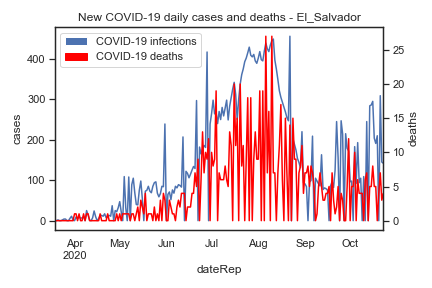 New COVID-19 daily cases and deaths - El_Salvador
COVID-19 infections
COVID-19 deaths
cases
400
300
200
100
0
deaths
25
20
15
10
5
0
Apr
2020
May
Jun
Jul
Aug
Sep
Oct
dateRep